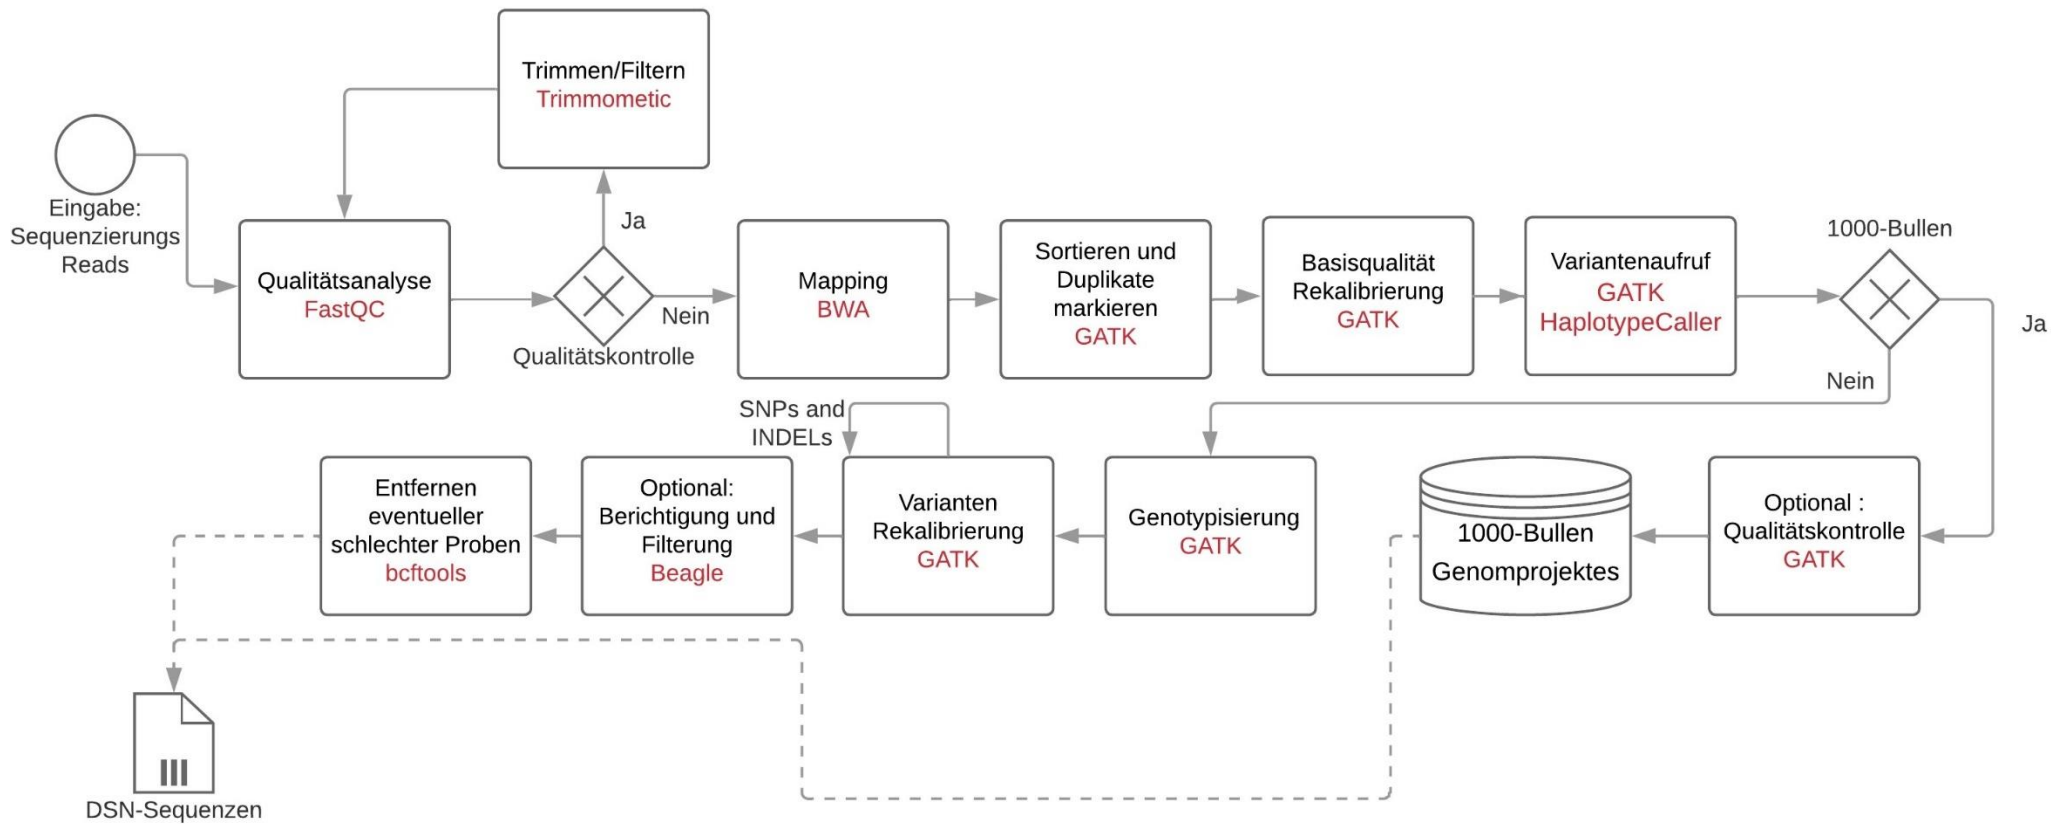 Trimmen/Filtern
Trimmometic
Eingabe:
Sequenzierungs
Reads
Qualitätsanalyse
FastQC
Ja
Nein
Qualitätskontrolle
Mapping
BWA
Sortieren und
Duplikate
markieren
GATK
Basisqualität
Rekalibrierung
GATK
Variantenaufruf
GATK
HaplotypeCaller
1000-Bullen
Ja
Nein
SNPs and
INDELs
Entfernen
eventueller
schlechter Proben
bcftools
Optional:
Berichtigung und
Filterung
Beagle
Varianten
Rekalibrierung
GATK
Genotypisierung
GATK
1000-Bullen
Genomprojektes
Optional :
Qualitätskontrolle
GATK
DSN-Sequenzen